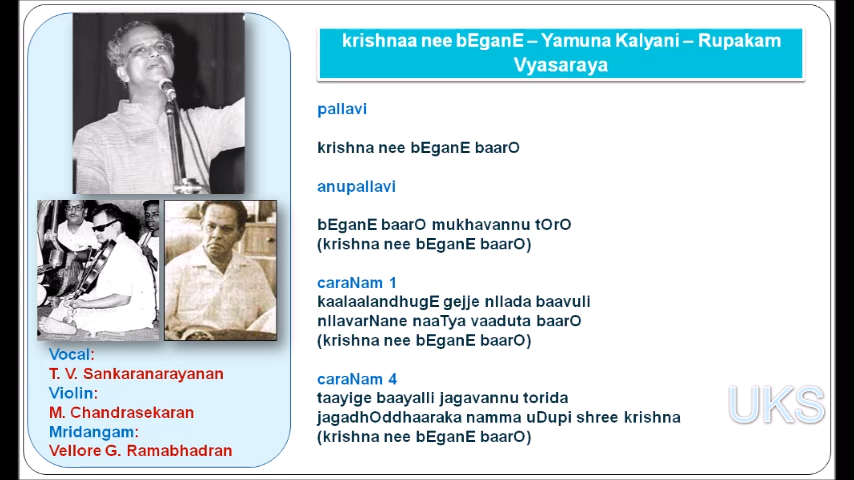 krishnaa nee bEganE – Yamuna Kalyani – Rupakam
Vyasaraya
pallavi
krishna nee bEganE baarO
anupallavi
bEganE baarO mukhavannu tOrO
(krishna nee bEganE baarO)
caraNam 1
kaalaalandhugE gejje nIlada baavuli
nIlavarNane naaTya vaaduta baarO
(krishna nee bEganE baarO)
caraNam 4
taayige baayalli jagavannu torida
jagadhOddhaaraka namma uDupi shree krishna
(krishna nee bEganE baarO)
Vocal:
T. V. Sankaranarayanan
Violin:
M. Chandrasekaran
Mridangam:
Vellore G. Ramabhadran
UKS